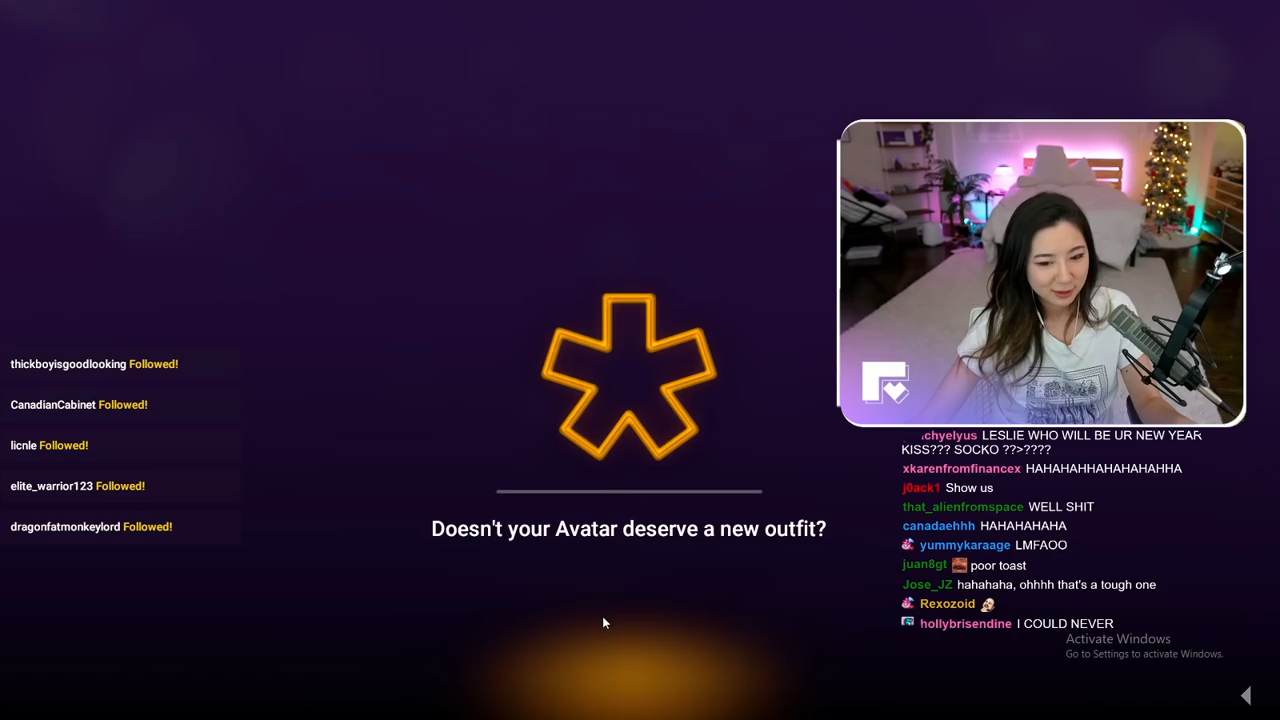 thickboyisgoodlooking Followed!
CanadianCabinet Followed!
licnle Followed!
elite_warrior123 Followed!
dragonfatmonkeylord Followed!
Doesn't your Avatar deserve a new outfit?
chyelyus LESLIE WHO WILL BE UR NEW YEAR
KISS??? SOCKO ??>????
xkarenfromfinancex HAHAHAHHAHAHAHAHHA
j0ack1 Show us
that_alienfromspace WELL SHIT
canadaehhh HAHAHAHAHA
yummykaraage LMFAOO
juan8gt poor toast
Jose_JZ hahahaha, ohhhh that's a tough one
Rexozoid
hollybrisendine I COULD NEVER
Activate Windows
Go to Settings to activate Windows.